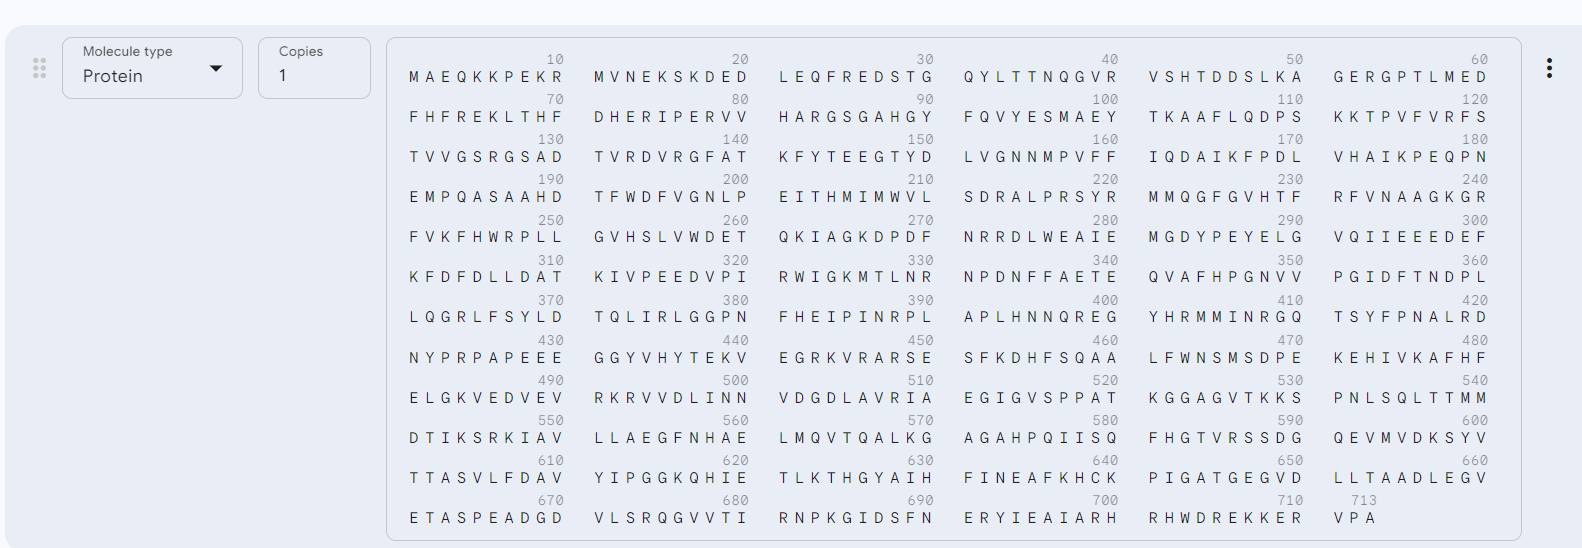 Molecule type
Protein
Copies
1
10 20 30 40 50 60
MAEQKKPEKR MVNEKSKDED LEQFREDSTG QYLTTNQGVR VSHTDDSLKA GERGPTLMED
70 80 90 100 110 120
FHFREKLTHF DHERIPERVV HARGSGAHGY FQVYESMAEY TKAAFLQDPS KKTPVFVRFS
130 140 150 160 170 180
TVVGSRGSAD TVRDVRGFAT KFYTEEGTYD LVGNNMPVFF IQDAIKFPDL VHAIKPEQPN
190 200 210 220 230 240
EMPQASAAHD TFWDFVGNLP EITHMIMWVL SDRALPRSYR MMQGFGVHTF RFVNAAGKGR
250 260 270 280 290 300
FVKFHWRPLL GVHSLVWDET QKIAGKDPDF NRRDLWEAIE MGDYPEYELG VQIIEEEDEF
310 320 330 340 350 360
KFDFDLLDAT KIVPEEDVPI RWIGKMTLNR NPDNFFAETE QVAFHPGNVV PGIDFTNDPL
370 380 390 400 410 420
LQGRLFSYLD TQLIRLGGPN FHEIPINRPL APLHNNQREG YHRMMINRGQ TSYFPNALRD
430 440 450 460 470 480
NYPRPAPEEE GGYVHYTEKV EGRKVRARSE SFKDHFSQAA LFWNSMSDPE KEHIVKAFHF
490 500 510 520 530 540
ELGKVEDVEV RKRVVDLINN VDGDLAVRIA EGIGVSPPAT KGGAGVTKKS PNLSQLTTMM
550 560 570 580 590 600
DTIKSRKIAV LLAEGFNHAE LMQVTQALKG AGAHPQIISQ FHGTVRSSDG QEVMVDKSYV
610 620 630 640 650 660
TTASVLFDAV YIPGGKQHIE TLKTHGYAIH FINEAFKHCK PIGATGEGVD LLTAADLEGV
670 680 690 700 710 713
ETASPEADGD VLSRQGVVTI RNPKGIDSFN ERYIEAIARH RHWDREKKER VPA